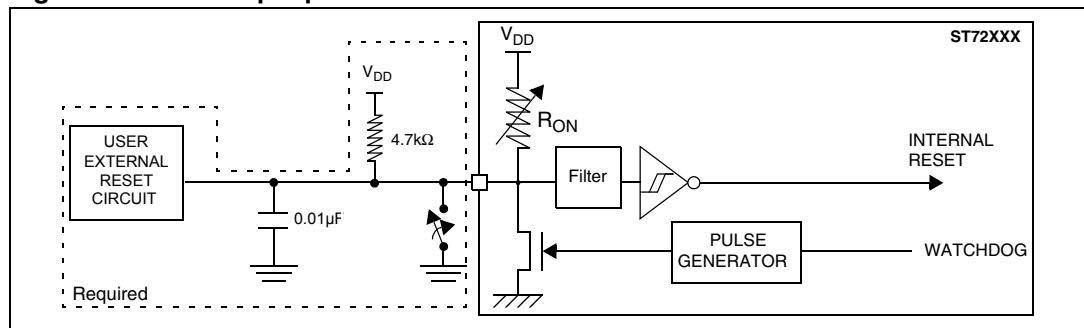 ST72XXX
V_DD
V_DD
R_ON
4.7kΩ
USER
EXTERNAL
RESET
CIRCUIT
Filter
INTERNAL
RESET
0.01µF
PULSE
GENERATOR
WATCHDOG
Required